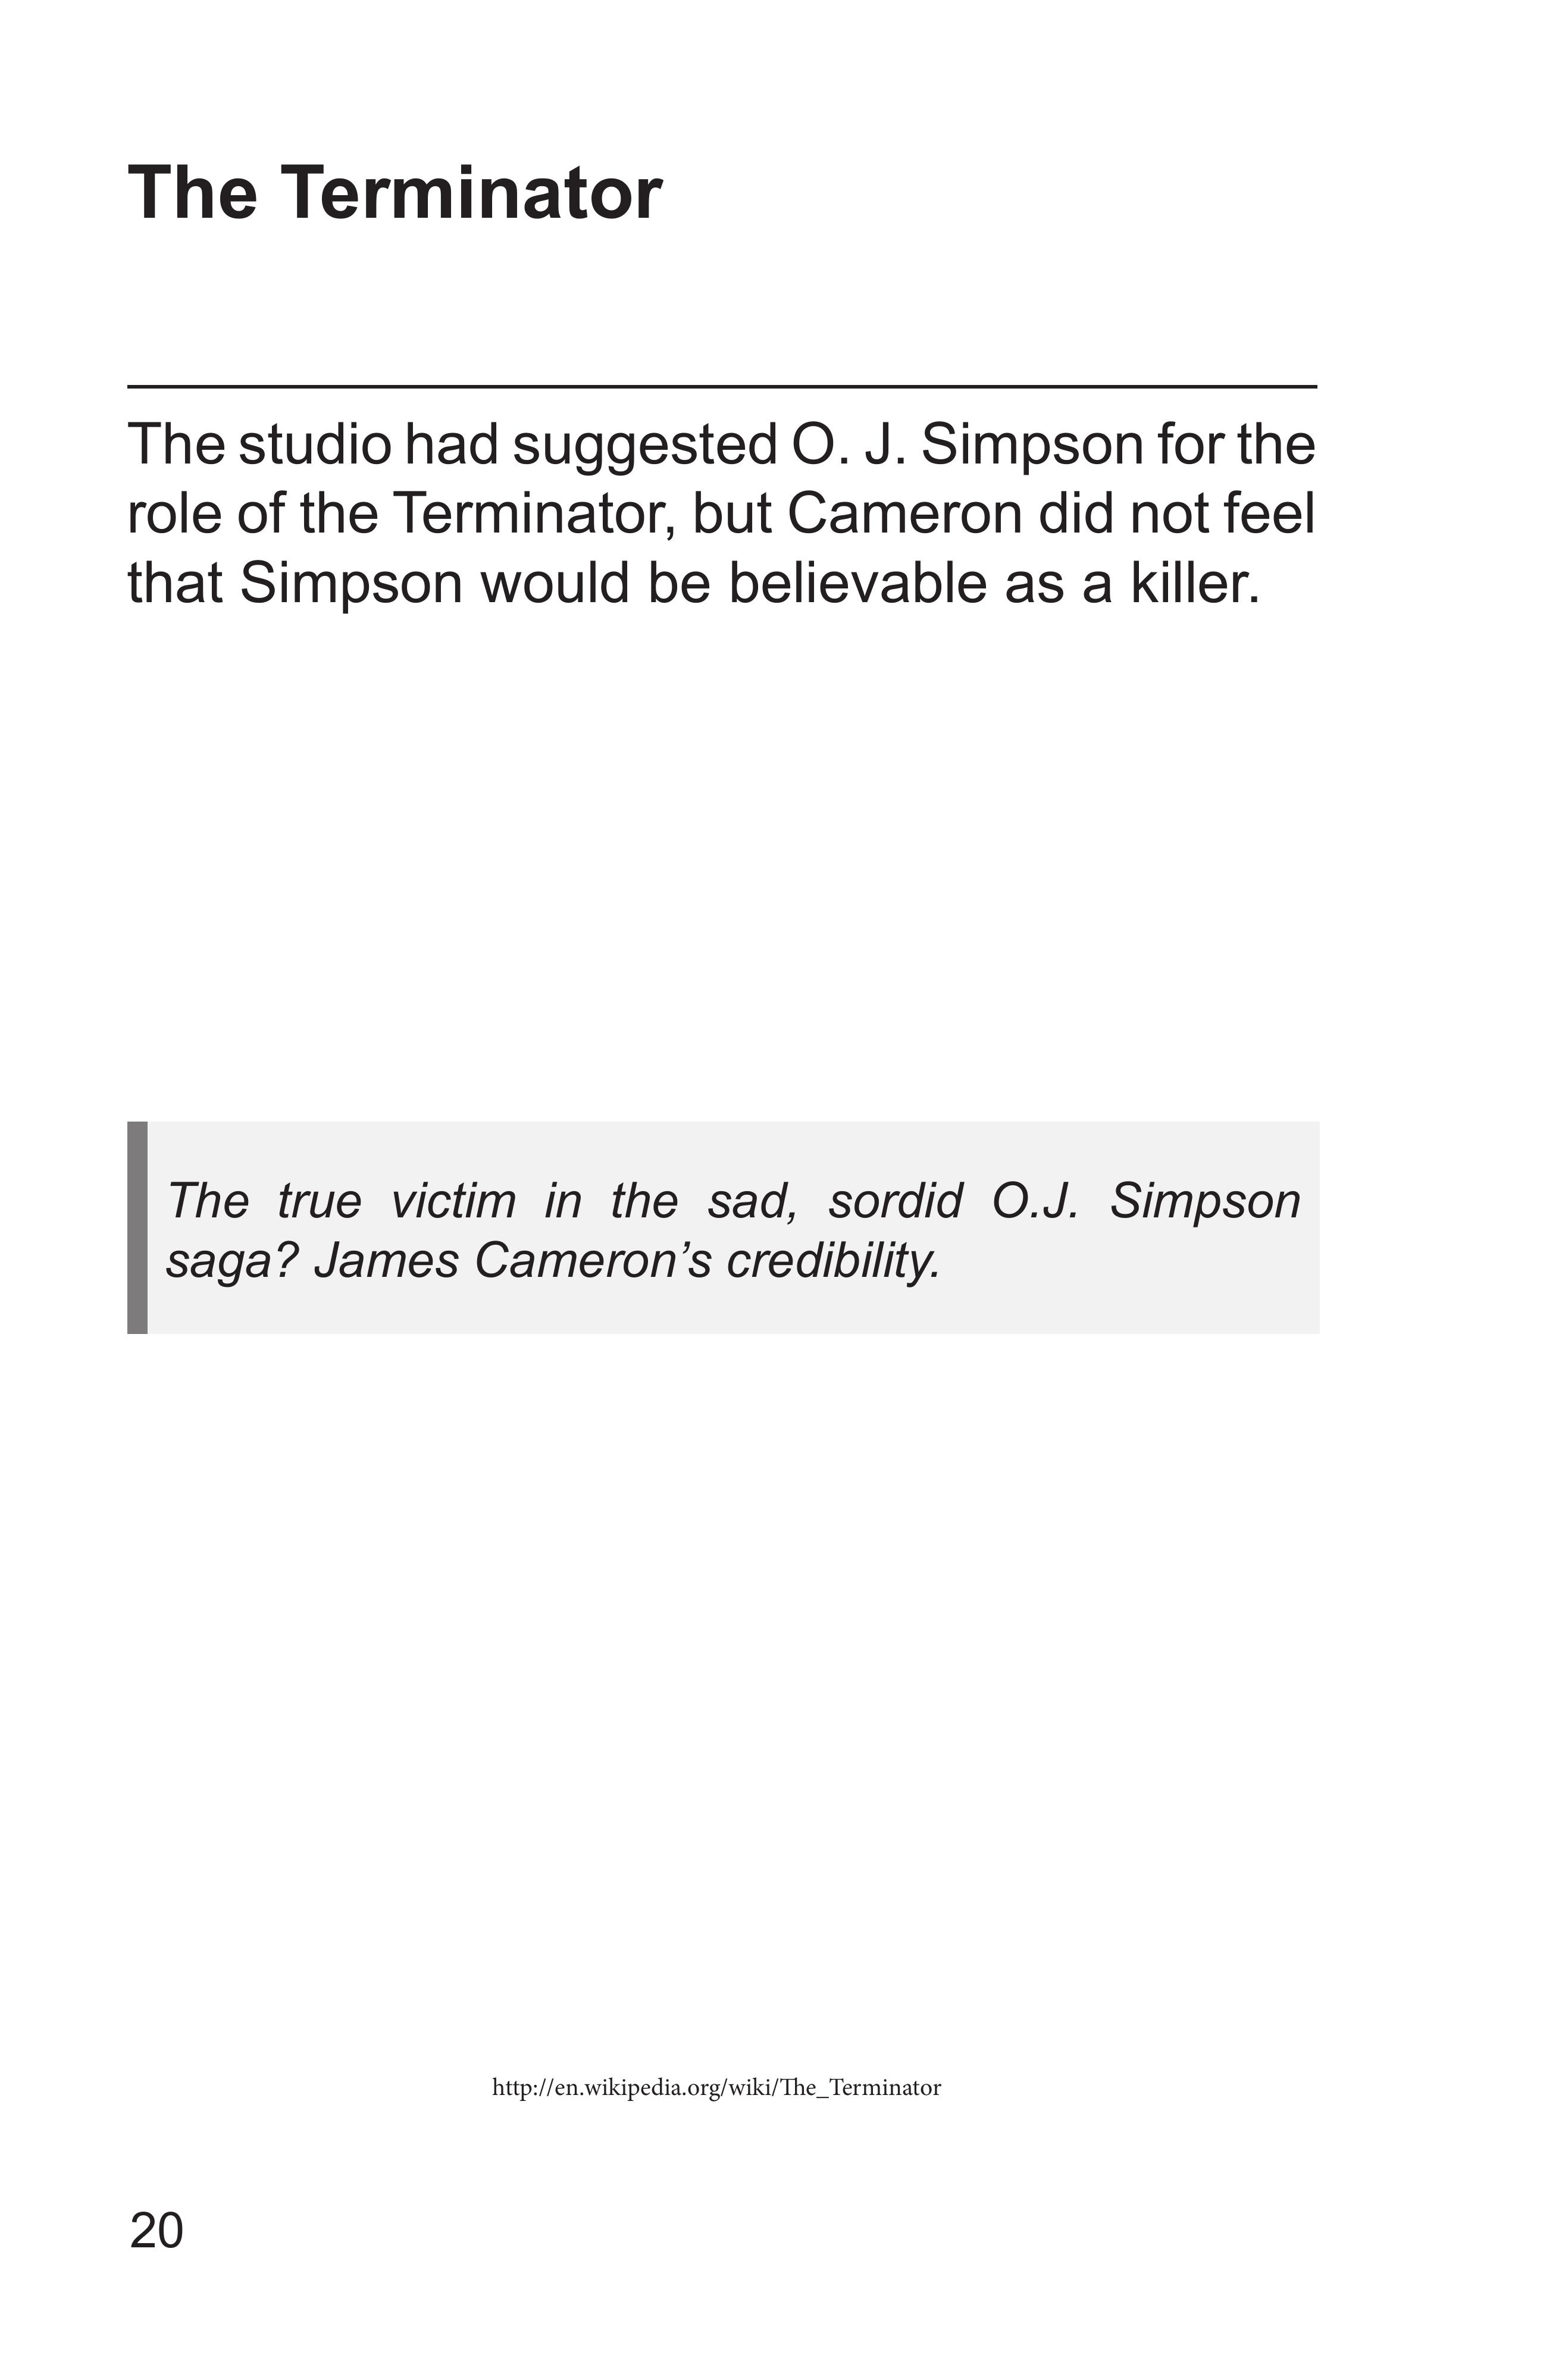 The Terminator
The studio had suggested O. J. Simpson for the
role of the Terminator, but Cameron did not feel
that Simpson would be believable as a killer.
The true victim in the sad, sordid O.J. Simpson
saga? James Cameron’s credibility.
http://en.wikipedia.org/wiki/The_Terminator
20